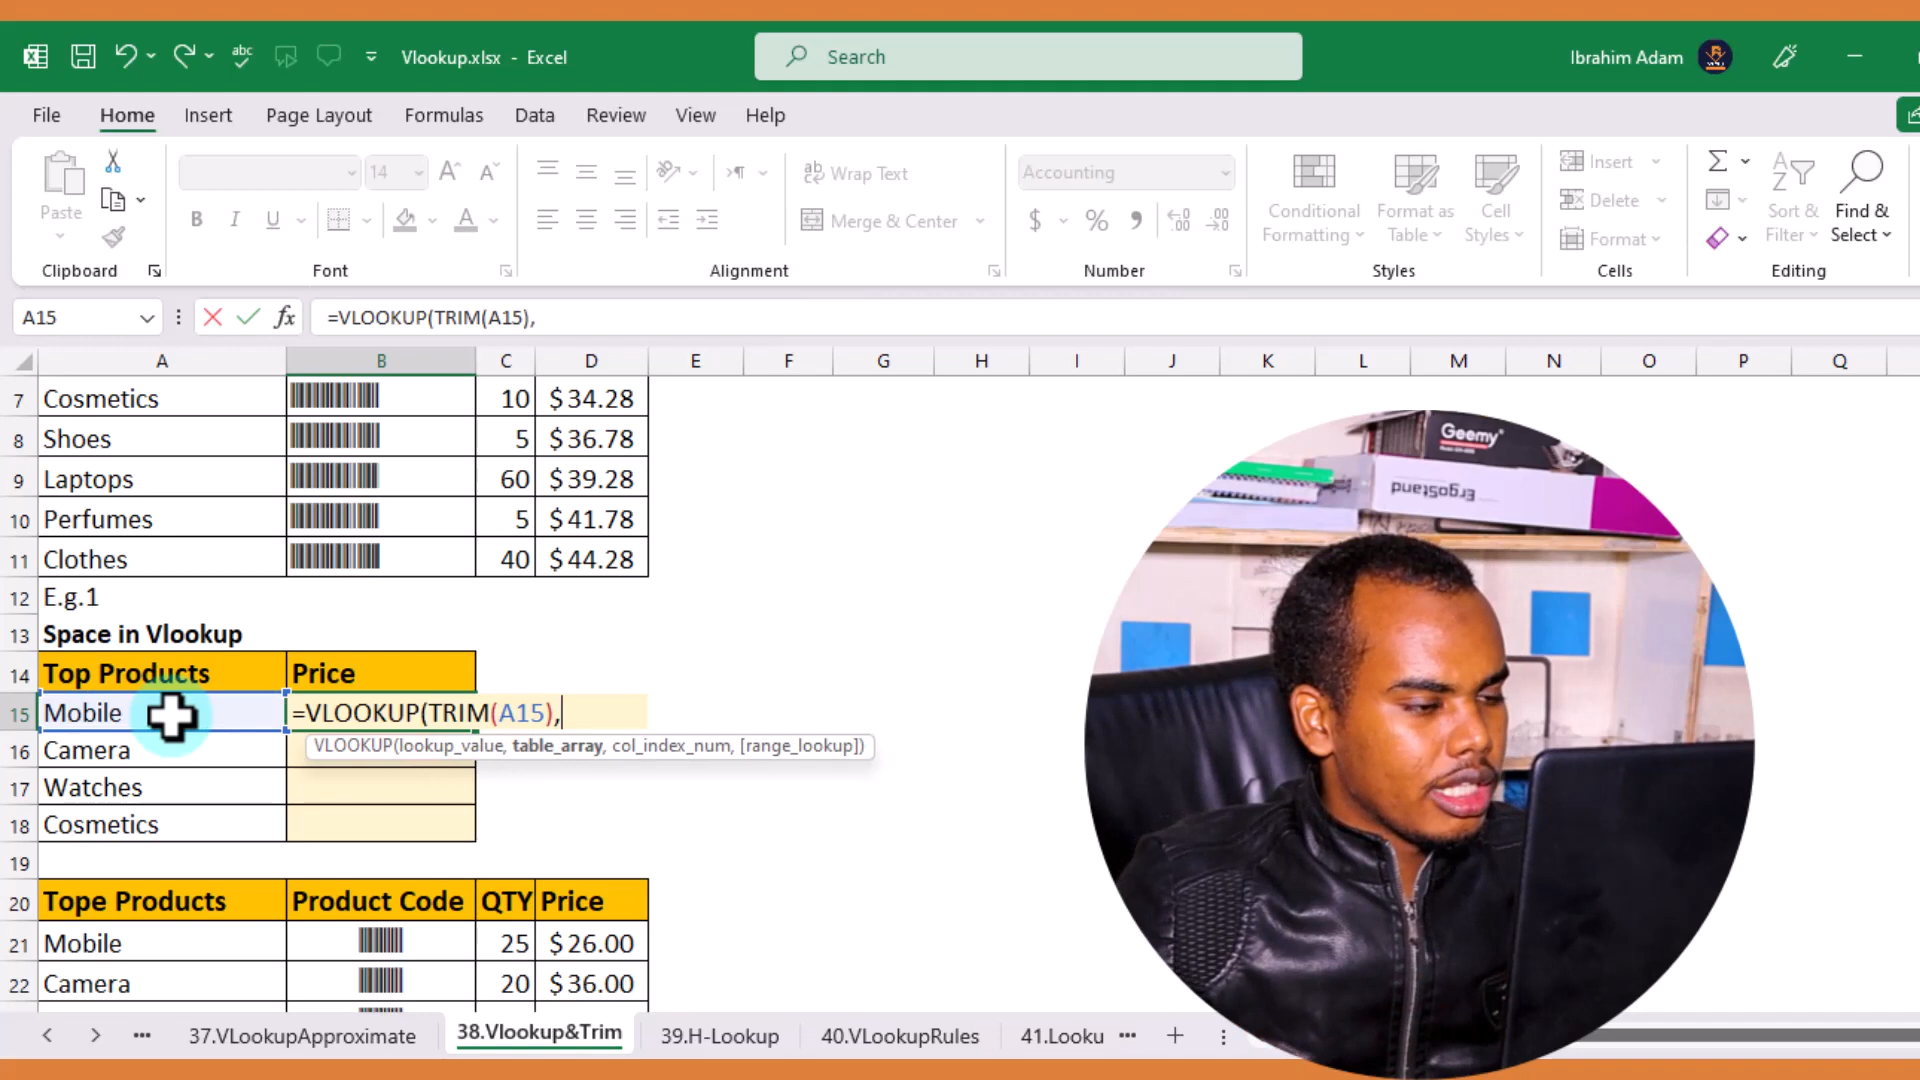 abc
Vlookup.xlsx - Excel
Search
Ibrahim Adam
File Home Insert Page Layout Formulas Data Review View Help
Paste
Clipboard
14
B I U
Font
ab Wrap Text
Merge & Center
Alignment
Accounting
$ % ,
Number
Conditional Formatting
Format as Table
Cell Styles
Styles
Insert
Delete
Format
Cells
Sort & Filter
Find & Select
Editing
A15
fx
=VLOOKUP(TRIM(A15),
A B C D E F G H I J K L M N O P Q
7 Cosmetics 10 $34.28
8 Shoes 5 $36.78
9 Laptops 60 $39.28
10 Perfumes 5 $41.78
11 Clothes 40 $44.28
12 E.g.1
13 Space in Vlookup
14 Top Products Price
15 Mobile =VLOOKUP(TRIM(A15),
VLOOKUP(lookup_value, table_array, col_index_num, [range_lookup])
16 Camera
17 Watches
18 Cosmetics
19
20 Tope Products Product Code QTY Price
21 Mobile 25 $26.00
22 Camera 20 $36.00
37.VLookupApproximate 38.Vlookup&Trim 39.H-Lookup 40.VLookupRules 41.Looku
Geemy
ErgoStand